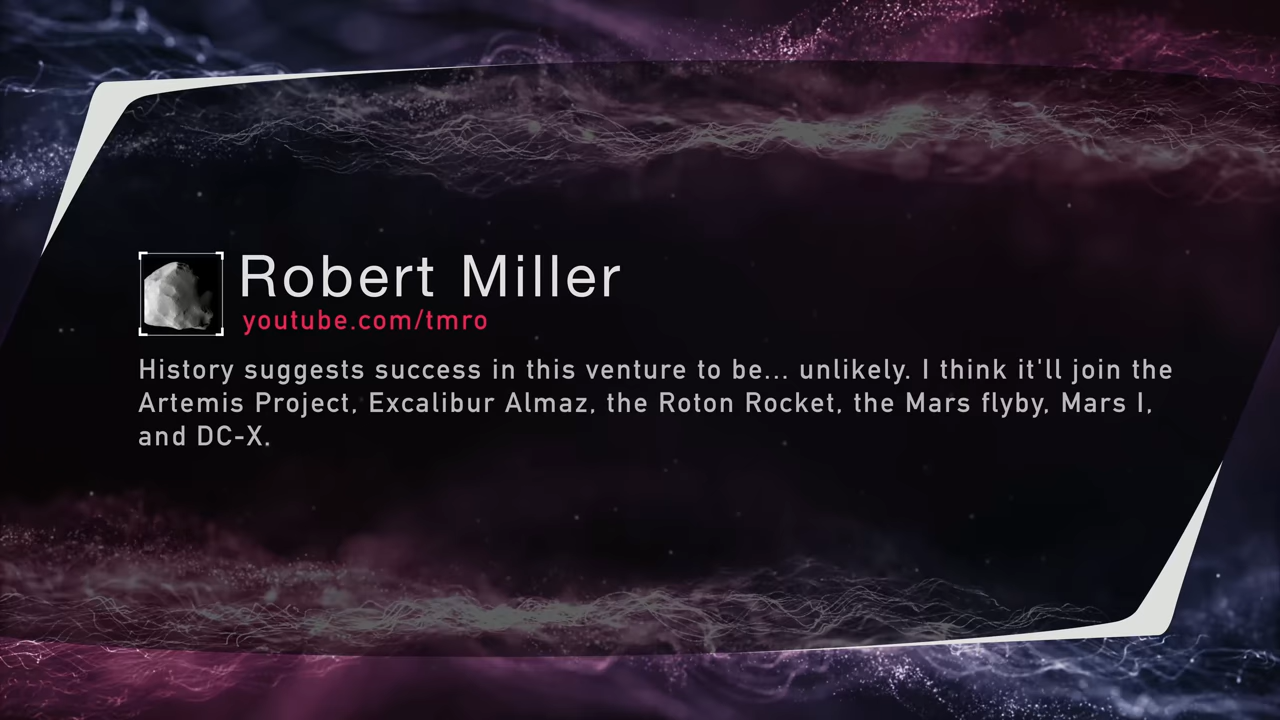 Robert Miller
youtube.com/tmro
History suggests success in this venture to be... unlikely. I think it'll join the
Artemis Project, Excalibur Almaz, the Roton Rocket, the Mars flyby, Mars I,
and DC-X.